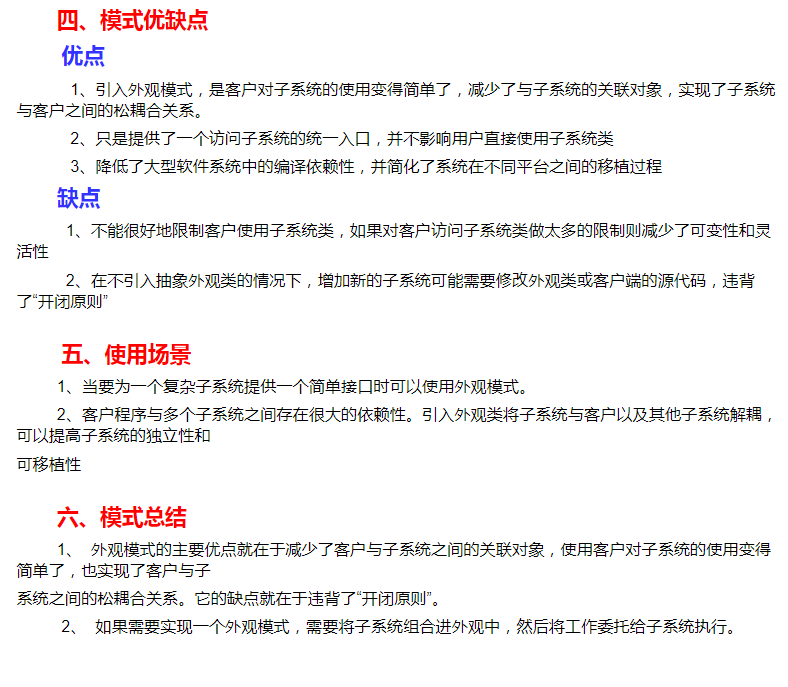 四、模式优缺点
优点
1、引入外观模式，是客户对子系统的使用变得简单了，减少了与子系统的关联对象，实现了子系统
与客户之间的松耦合关系。
2、只是提供了一个访问子系统的统一入口，并不影响用户直接使用子系统类
3、降低了大型软件系统中的编译依赖性，并简化了系统在不同平台之间的移植过程
缺点
1、不能很好地限制客户使用子系统类，如果对客户访问子系统类做太多的限制则减少了可变性和灵
活性
2、在不引入抽象外观类的情况下，增加新的子系统可能需要修改外观类或客户端的源代码，违背
了“开闭原则”
五、使用场景
1、当要为一个复杂子系统提供一个简单接口时可以使用外观模式。
2、客户程序与多个子系统之间存在很大的依赖性。引入外观类将子系统与客户以及其他子系统解耦，
可以提高子系统的独立性和
可移植性
六、模式总结
1、 外观模式的主要优点就在于减少了客户与子系统之间的关联对象，使用客户对子系统的使用变得
简单了，也实现了客户与子
系统之间的松耦合关系。它的缺点就在于违背了“开闭原则”。
2、 如果需要实现一个外观模式，需要将子系统组合进外观中，然后将工作委托给子系统执行。